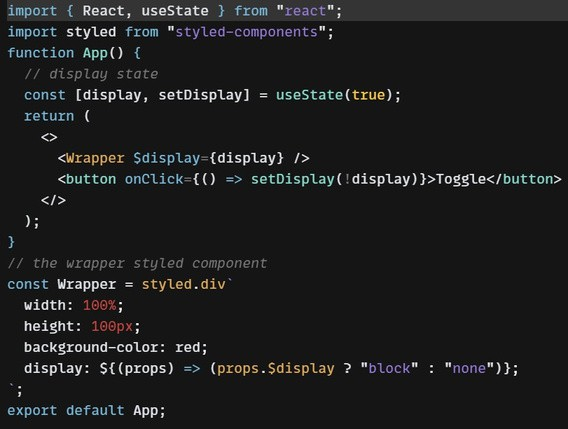 import { React, useState } from "react";
import styled from "styled-components";
function App() {
  // display state
  const [display, setDisplay] = useState(true);
  return (
    <>
      <Wrapper $display={display} />
      <button onClick={() => setDisplay(!display)}>Toggle</button>
    </>
  );
}
// the wrapper styled component
const Wrapper = styled.div`
  width: 100%;
  height: 100px;
  background-color: red;
  display: ${(props) => (props.$display ? "block" : "none")};
`;
export default App;